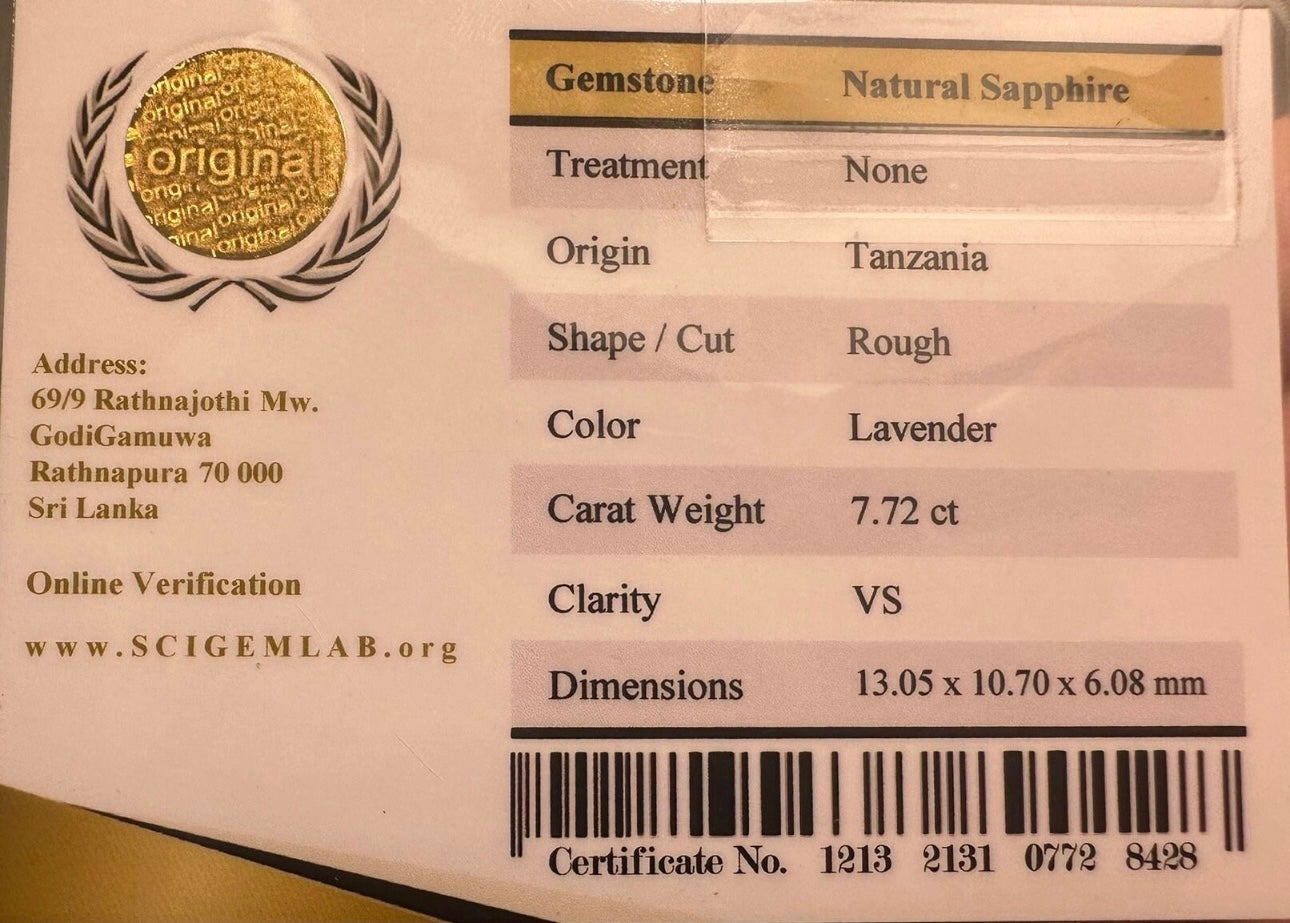 original
Address:
69/9 Rathnajothi Mw.
GodiGamuwa
Rathnapura 70 000
Sri Lanka
Online Verification
www.SCIGEMLAB.org
Gemstone Natural Sapphire
Treatment None
Origin Tanzania
Shape / Cut Rough
Color Lavender
Carat Weight 7.72 ct
Clarity VS
Dimensions 13.05 x 10.70 x 6.08 mm
Certificate No. 1213 2131 0772 8428